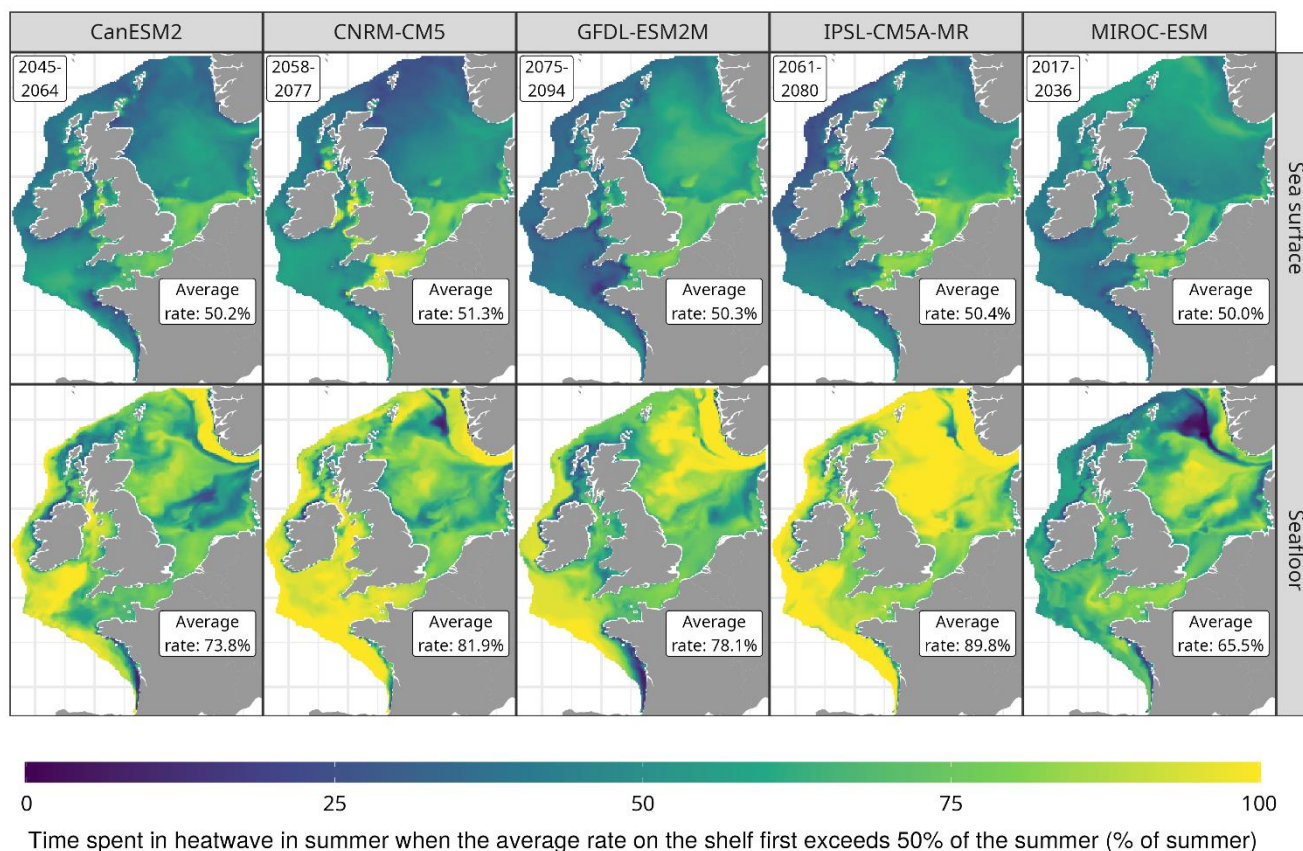 CanESM2
CNRM-CM5
GFDL-ESM2M
IPSL-CM5A-MR
MIROC-ESM
2045-
2064
2058-
2077
2075-
2094
2061-
2080
2017-
2036
Average
rate: 50.2%
Average
rate: 51.3%
Average
rate: 50.3%
Average
rate: 50.4%
Average
rate: 50.0%
Sea surface
Average
rate: 73.8%
Average
rate: 81.9%
Average
rate: 78.1%
Average
rate: 89.8%
Average
rate: 65.5%
Seafloor
0
25
50
75
100
Time spent in heatwave in summer when the average rate on the shelf first exceeds 50% of the summer (% of summer)